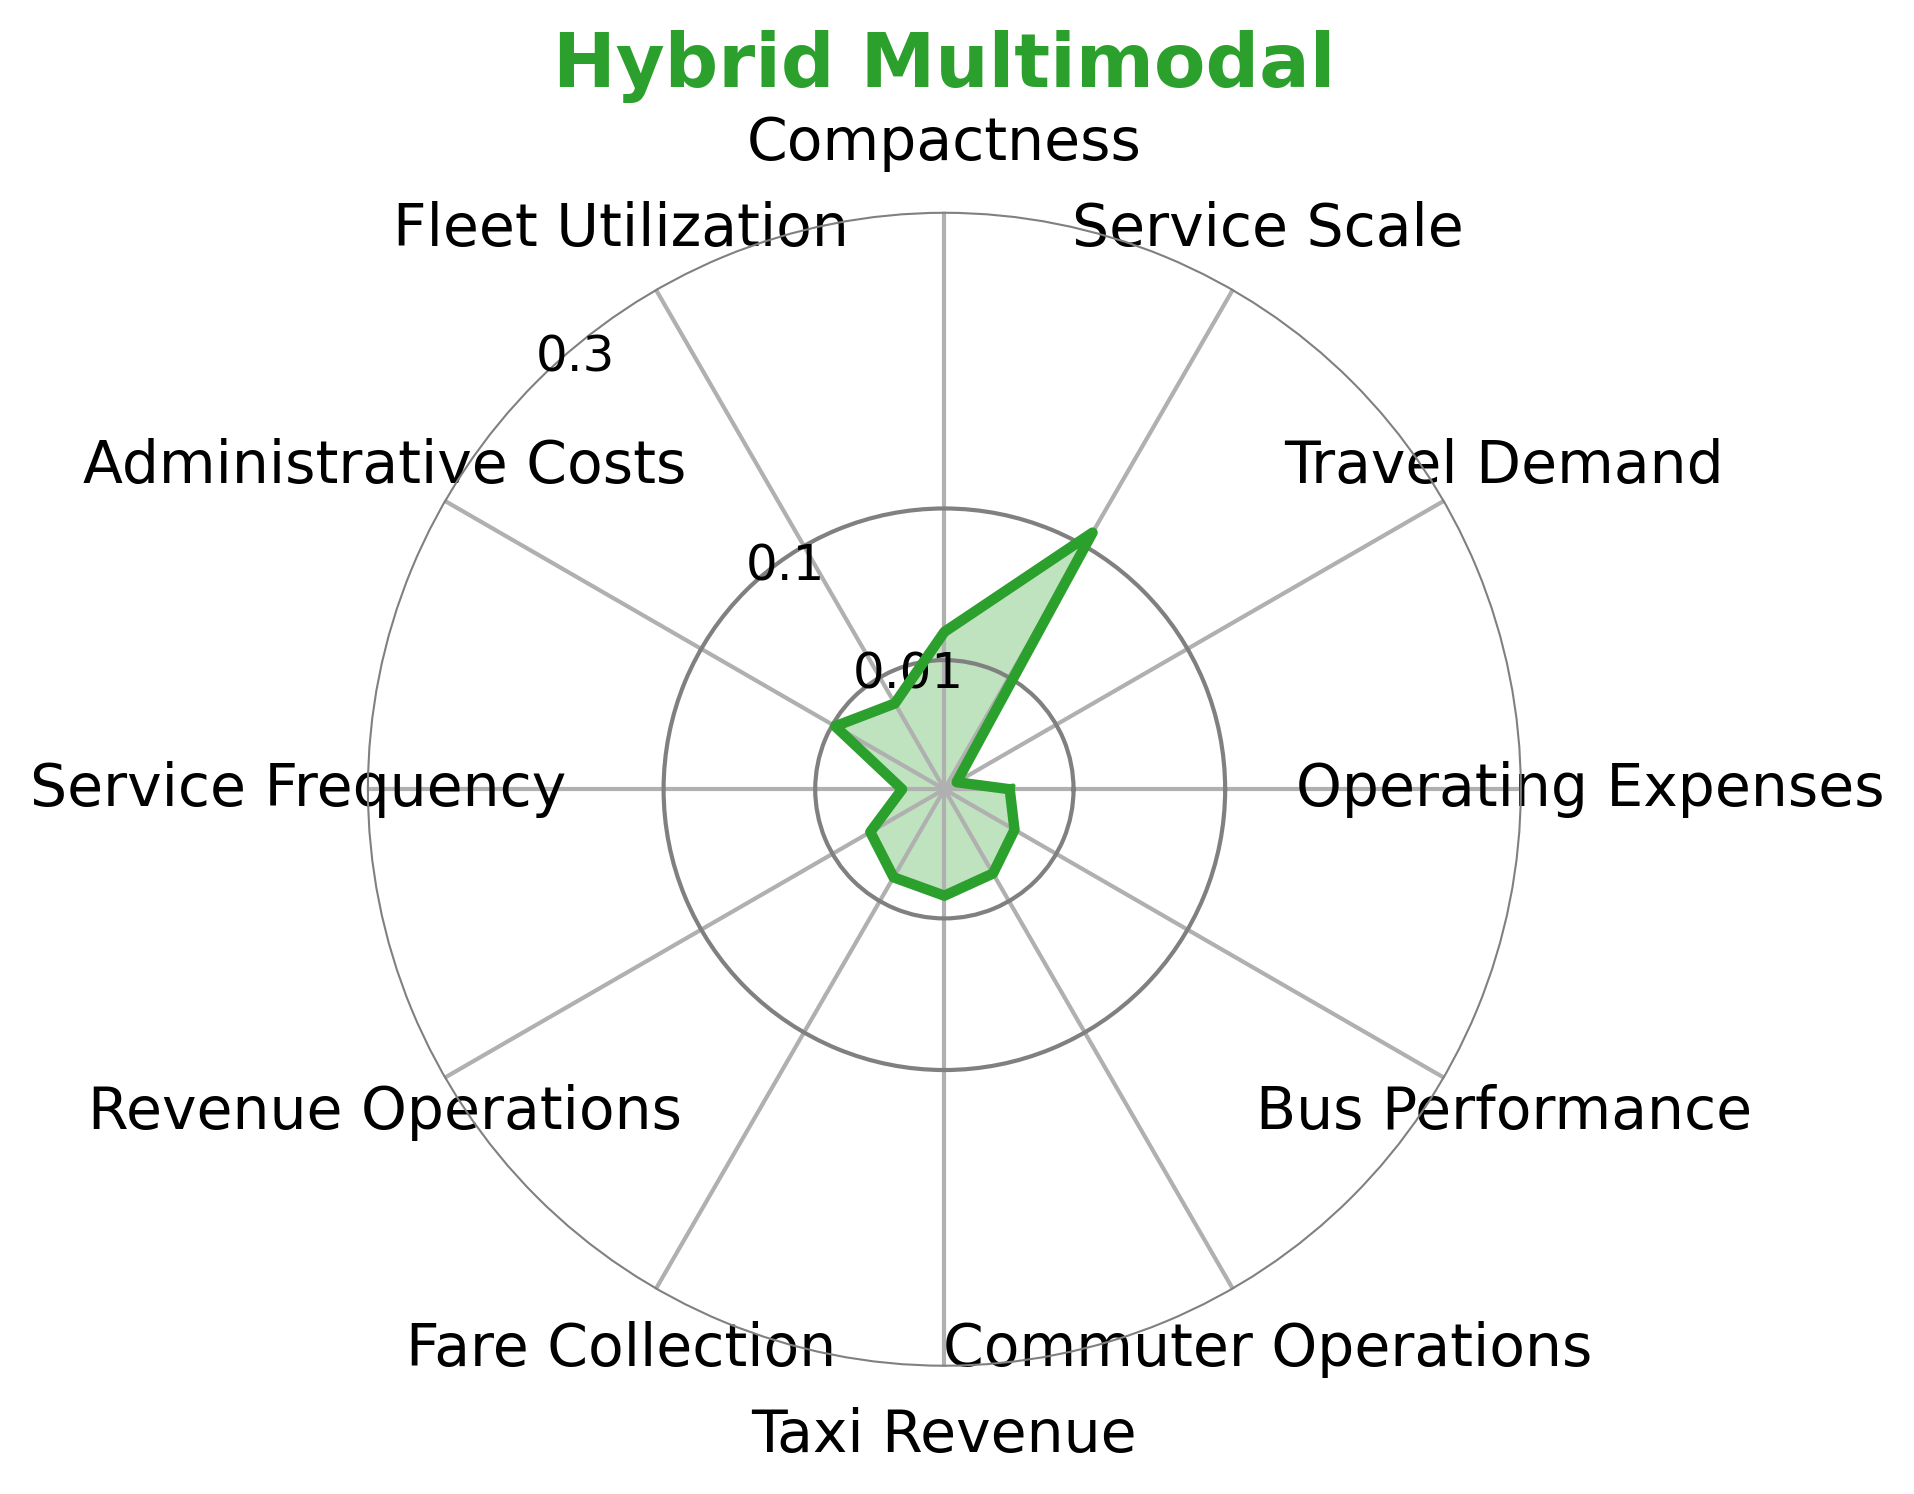 Hybrid Multimodal
Compactness
Fleet Utilization
Service Scale
0.3
Administrative Costs
Travel Demand
0.1
0.01
Service Frequency
Operating Expenses
Revenue Operations
Bus Performance
Fare Collection
Commuter Operations
Taxi Revenue